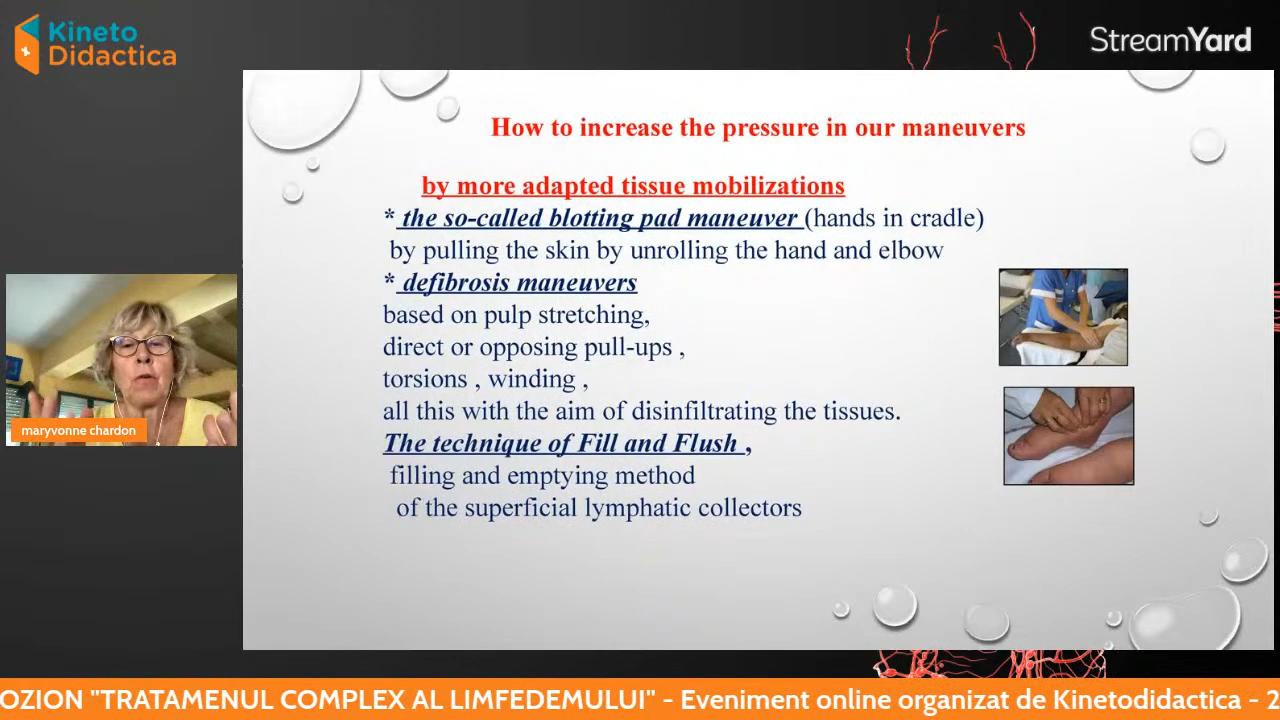 Kineto
Didactica
StreamYard
How to increase the pressure in our maneuvers
by more adapted tissue mobilizations
* the so-called blotting pad maneuver (hands in cradle)
by pulling the skin by unrolling the hand and elbow
* defibrosis maneuvers
based on pulp stretching,
direct or opposing pull-ups ,
torsions , winding ,
all this with the aim of disinfiltrating the tissues.
The technique of Fill and Flush ,
filling and emptying method
of the superficial lymphatic collectors
maryvonne chardon
OZION "TRATAMENUL COMPLEX AL LIMFEDEMULUI" - Eveniment online organizat de Kinetodidactica - 2